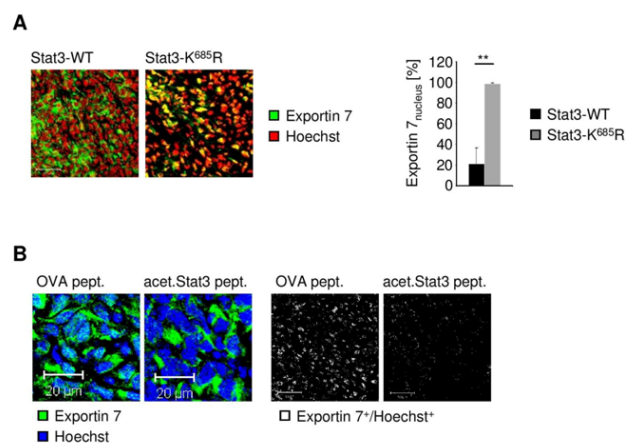 A
Stat3-WT
Stat3-K⁶⁸⁵R
Exportin 7
Hoechst
Exportin 7nucleus [%]
120
100
80
60
40
20
0
**
Stat3-WT
Stat3-K⁶⁸⁵R
B
OVA pept.
acet.Stat3 pept.
OVA pept.
acet.Stat3 pept.
20 µm
20 µm
Exportin 7
Hoechst
Exportin 7⁺/Hoechst⁺